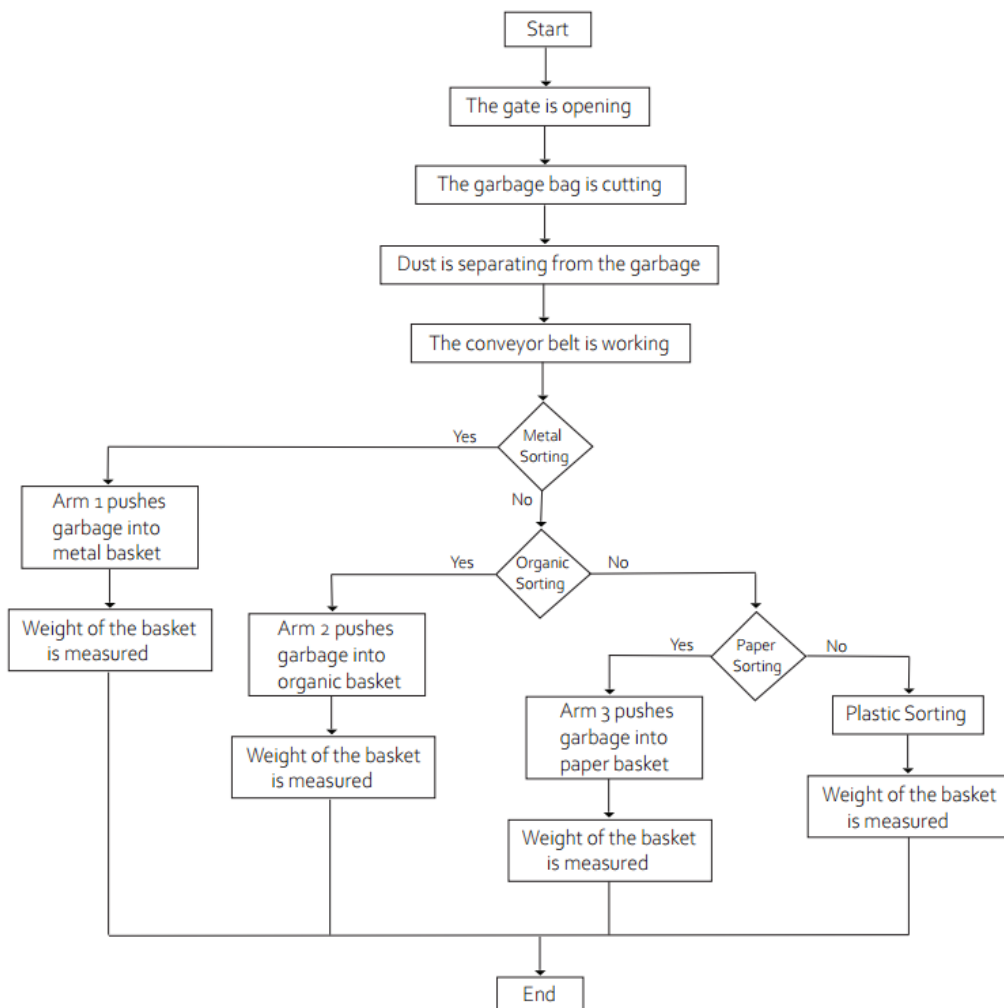 Start
The gate is opening
The garbage bag is cutting
Dust is separating from the garbage
The conveyor belt is working
Metal
Sorting
Yes
No
Arm 1 pushes
garbage into
metal basket
Weight of the basket
is measured
Organic
Sorting
Yes
No
Arm 2 pushes
garbage into
organic basket
Weight of the basket
is measured
Paper
Sorting
Yes
No
Arm 3 pushes
garbage into
paper basket
Weight of the basket
is measured
Plastic Sorting
Weight of the basket
is measured
End